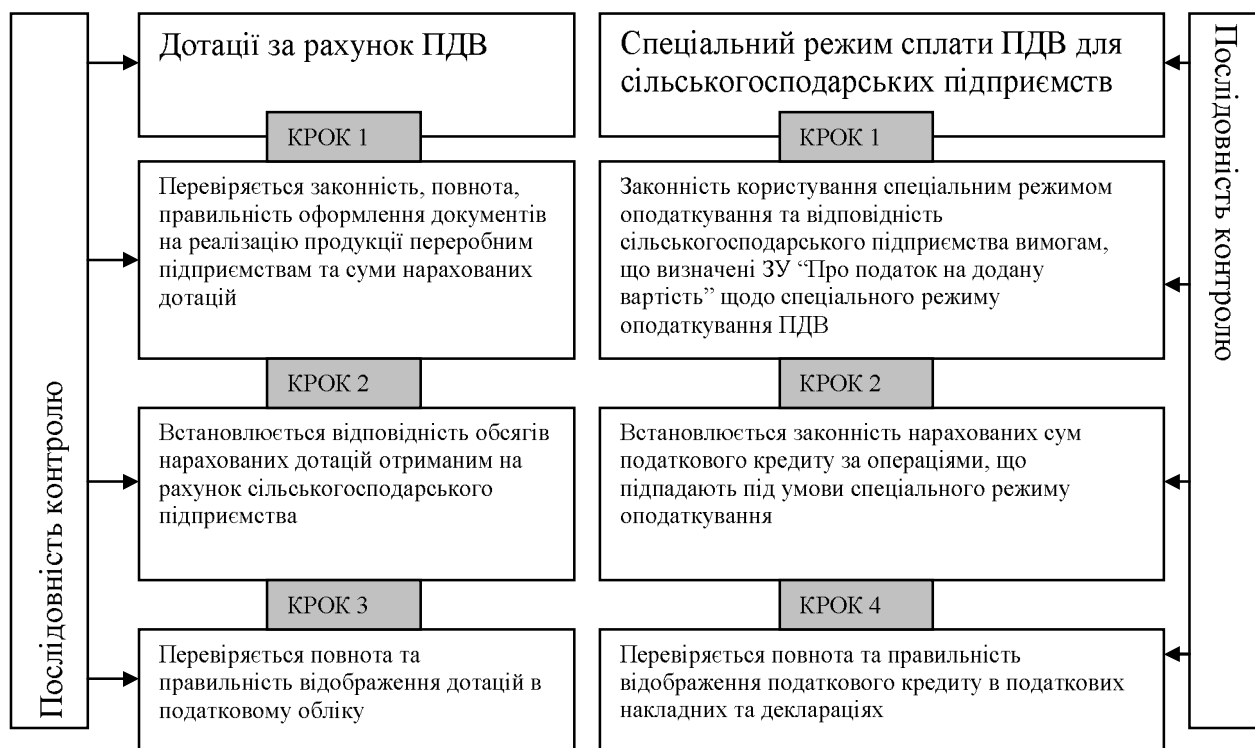 Послідовність контролю
Дотації за рахунок ПДВ
КРОК 1
Перевіряється законність, повнота,
правильність оформлення документів
на реалізацію продукції переробним
підприємствам та суми нарахованих
дотацій
КРОК 2
Встановлюється відповідність обсягів
нарахованих дотацій отриманим на
рахунок сільськогосподарського
підприємства
КРОК 3
Перевіряється повнота та
правильність відображення дотацій в
податковому обліку
Спеціальний режим сплати ПДВ для
сільськогосподарських підприємств
КРОК 1
Законність користування спеціальним режимом
оподаткування та відповідність
сільськогосподарського підприємства вимогам,
що визначені ЗУ “Про податок на додану
вартість” щодо спеціального режиму
оподаткування ПДВ
КРОК 2
Встановлюється законність нарахованих сум
податкового кредиту за операціями, що
підпадають під умови спеціального режиму
оподаткування
КРОК 4
Перевіряється повнота та правильність
відображення податкового кредиту в податкових
накладних та деклараціях
Послідовність контролю